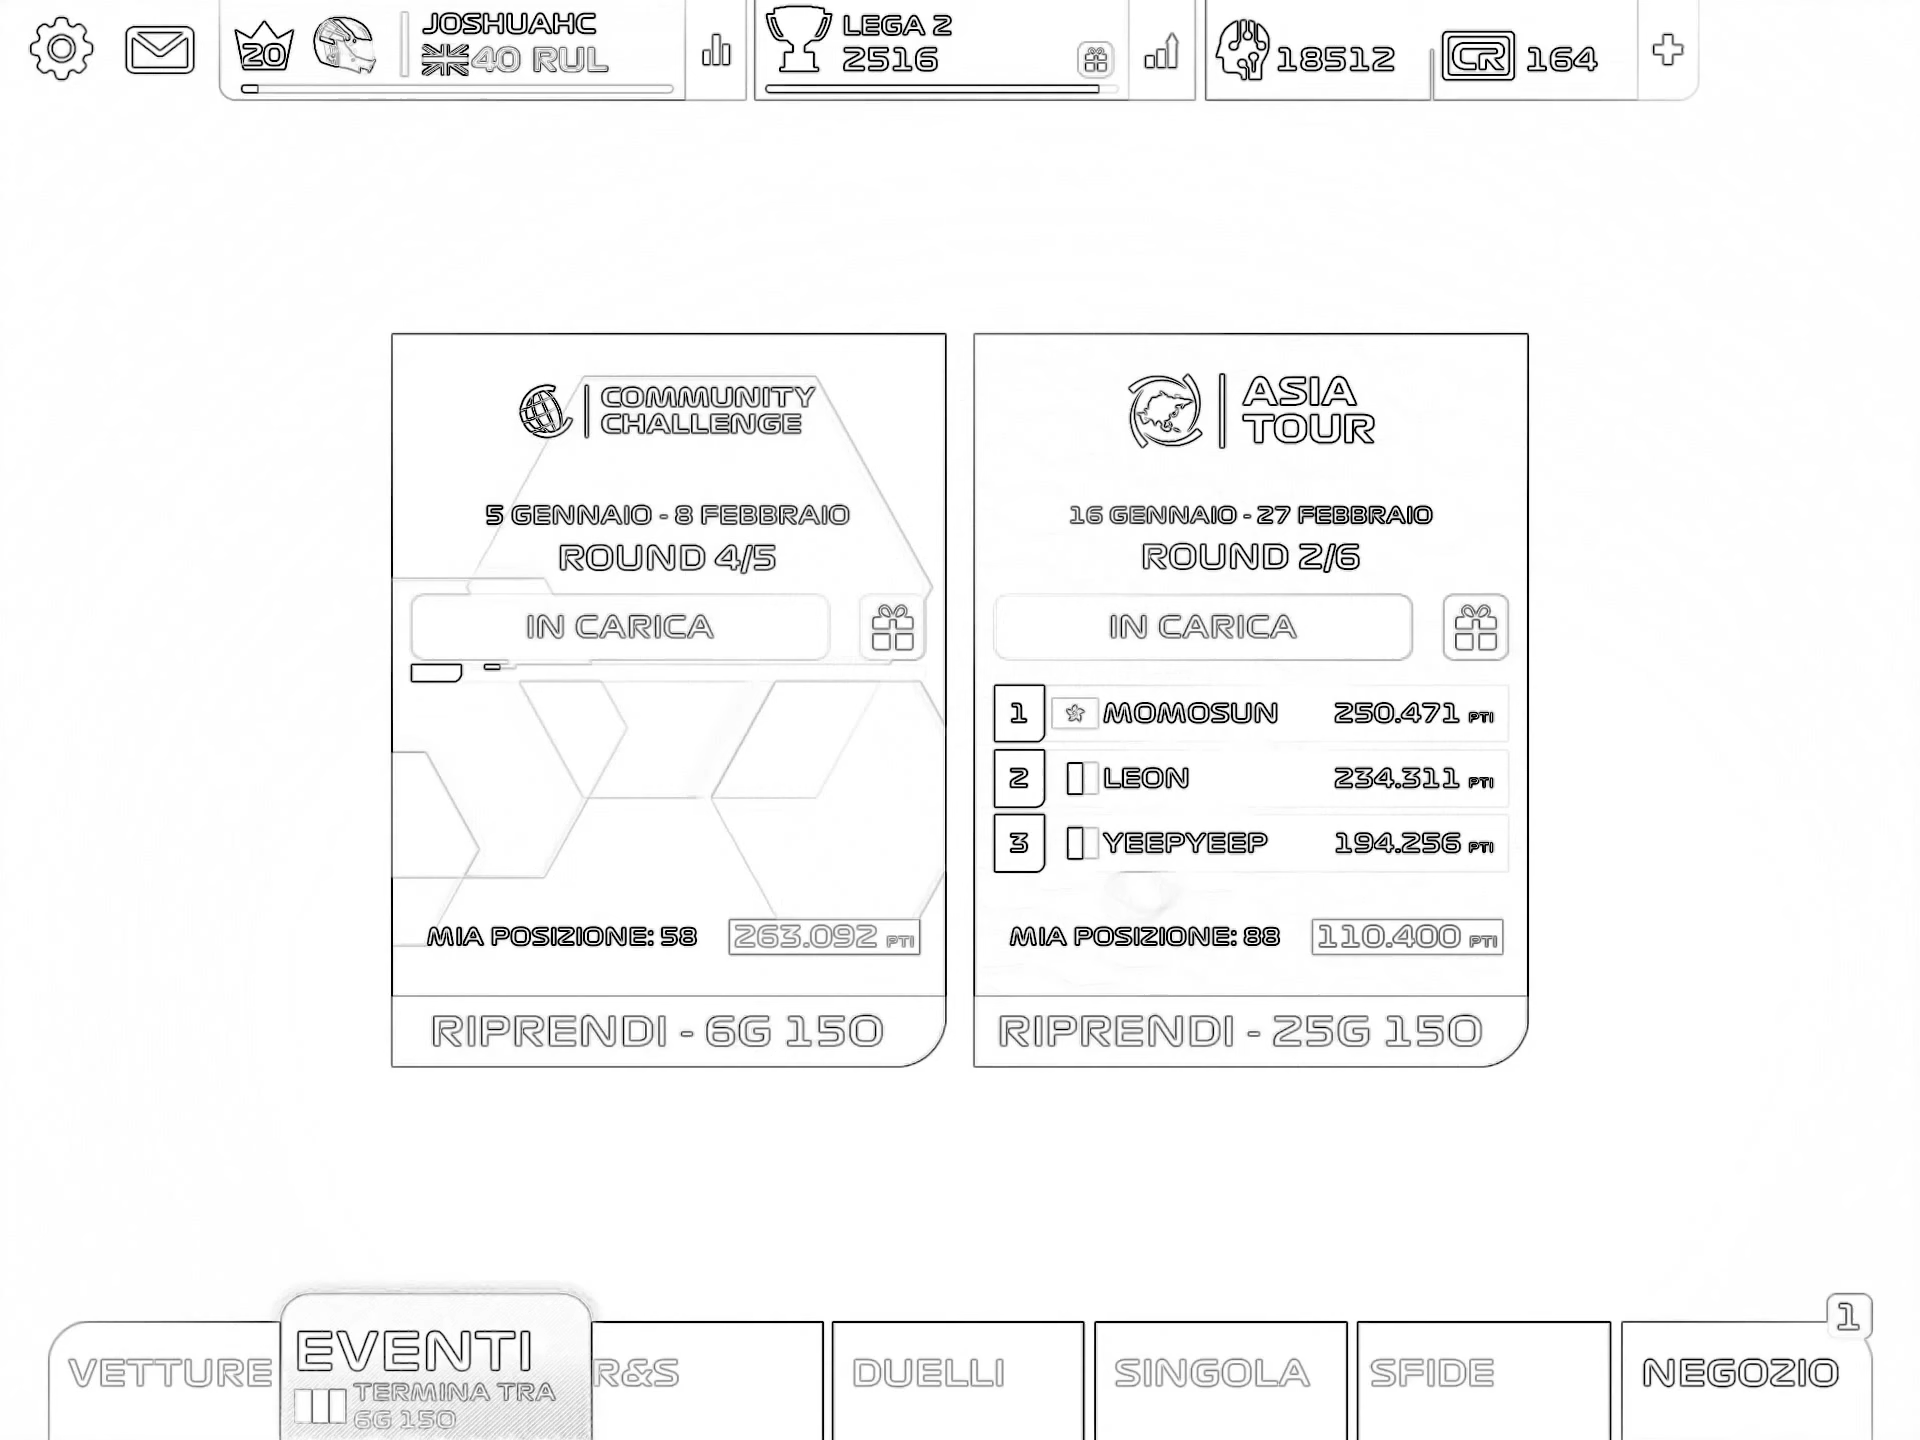 20
JOSHUAHC
40 RUL
LEGA 2
2516
18512
CR 164
COMMUNITY
CHALLENGE
5 GENNAIO - 8 FEBBRAIO
ROUND 4/5
IN CARICA
MIA POSIZIONE: 58 263.092 PTI
RIPRENDI - 6G 15O
ASIA
TOUR
16 GENNAIO - 27 FEBBRAIO
ROUND 2/6
IN CARICA
1 MOMOSUN 250.471 PTI
2 LEON 234.311 PTI
3 YEEPYEEP 194.256 PTI
MIA POSIZIONE: 88 110.400 PTI
RIPRENDI - 25G 15O
VETTURE
EVENTI
TERMINA TRA
6G 15O
R&S
DUELLI
SINGOLA
SFIDE
NEGOZIO
1